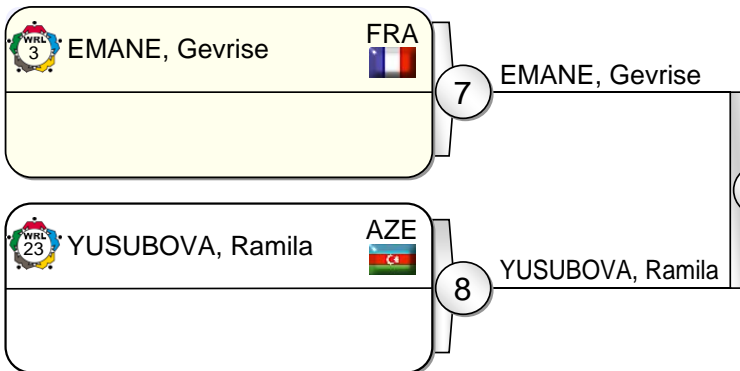 WRL
3
EMANE, Gevrise
FRA
7
EMANE, Gevrise
WRL
23
YUSUBOVA, Ramila
AZE
8
YUSUBOVA, Ramila